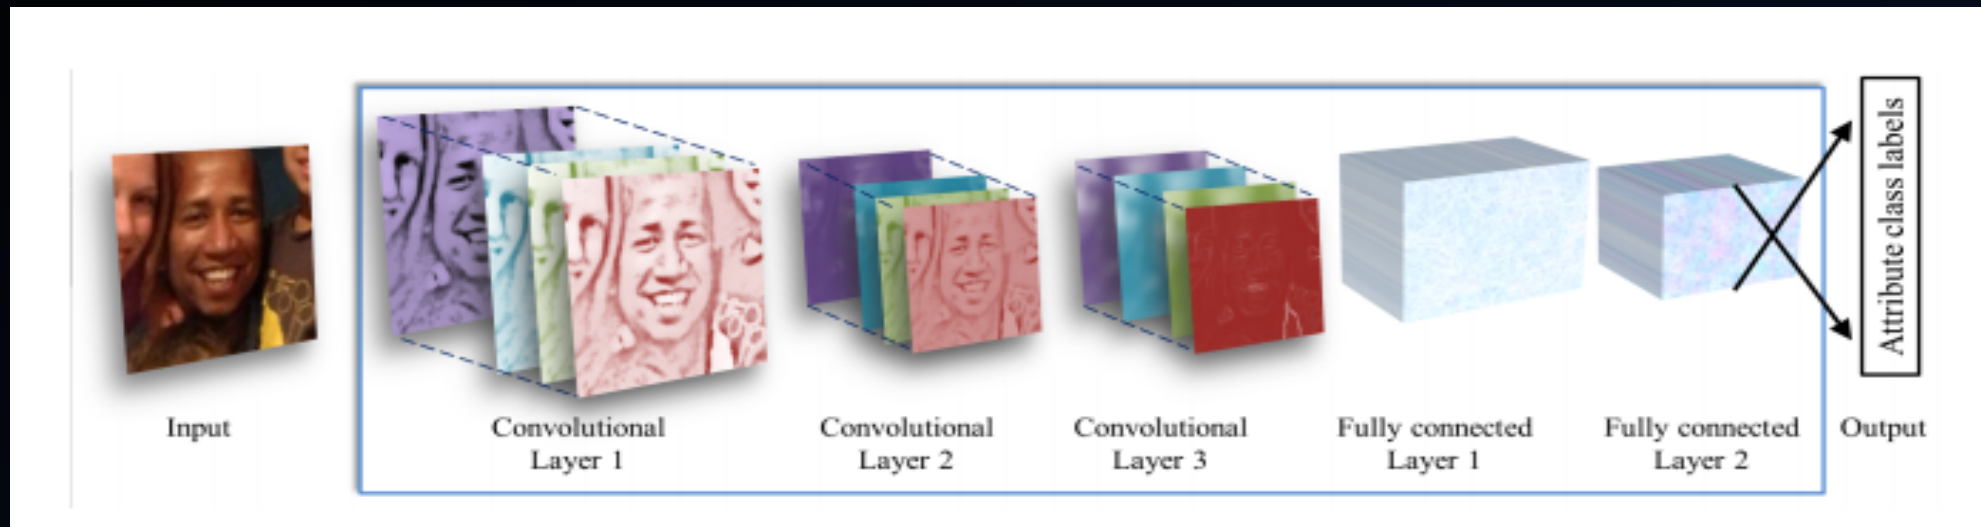 Attribute class labels
Input
Convolutional
Layer 1
Convolutional
Layer 2
Convolutional
Layer 3
Fully connected
Layer 1
Fully connected
Layer 2
Output